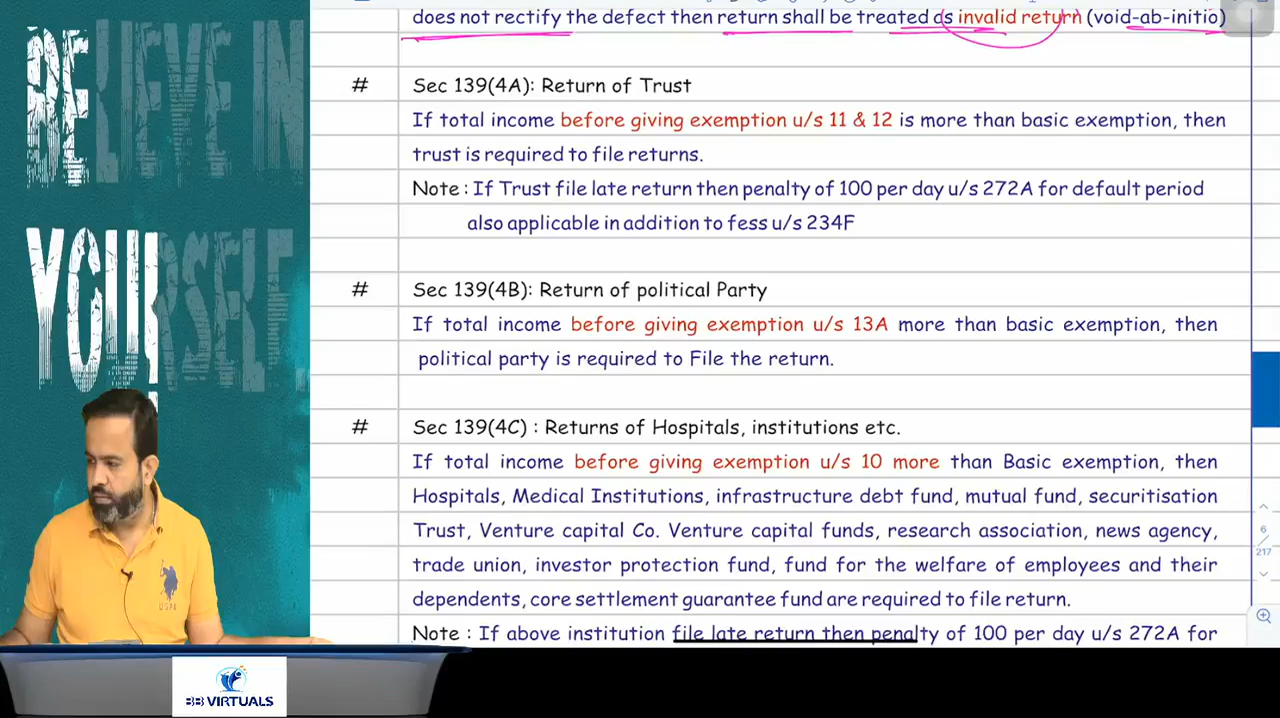 BELIEVE IN
YOURSELF.
does not rectify the defect then return shall be treated as invalid return (void-ab-initio)
# Sec 139(4A): Return of Trust
If total income before giving exemption u/s 11 & 12 is more than basic exemption, then
trust is required to file returns.
Note : If Trust file late return then penalty of 100 per day u/s 272A for default period
also applicable in addition to fess u/s 234F
# Sec 139(4B): Return of political Party
If total income before giving exemption u/s 13A more than basic exemption, then
political party is required to File the return.
# Sec 139(4C) : Returns of Hospitals, institutions etc.
If total income before giving exemption u/s 10 more than Basic exemption, then
Hospitals, Medical Institutions, infrastructure debt fund, mutual fund, securitisation
Trust, Venture capital Co. Venture capital funds, research association, news agency,
trade union, investor protection fund, fund for the welfare of employees and their
dependents, core settlement guarantee fund are required to file return.
Note : If above institution file late return then penalty of 100 per day u/s 272A for
6
217
USPA
BB VIRTUALS